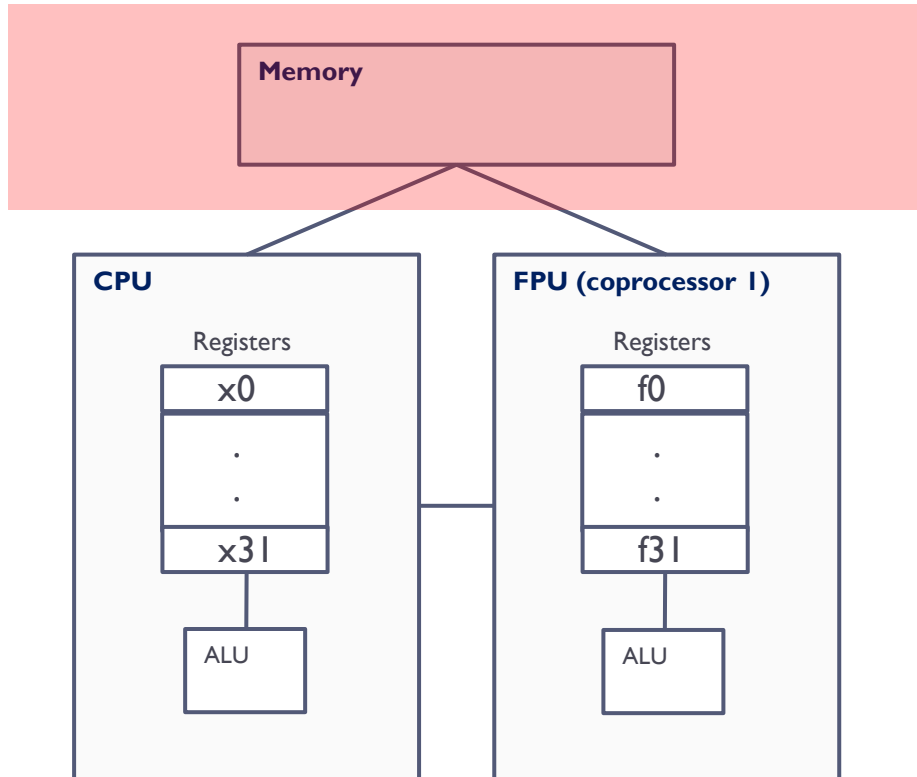 Memory
CPU
FPU (coprocessor 1)
Registers
Registers
x0
f0
.
.
.
.
x31
f31
ALU
ALU